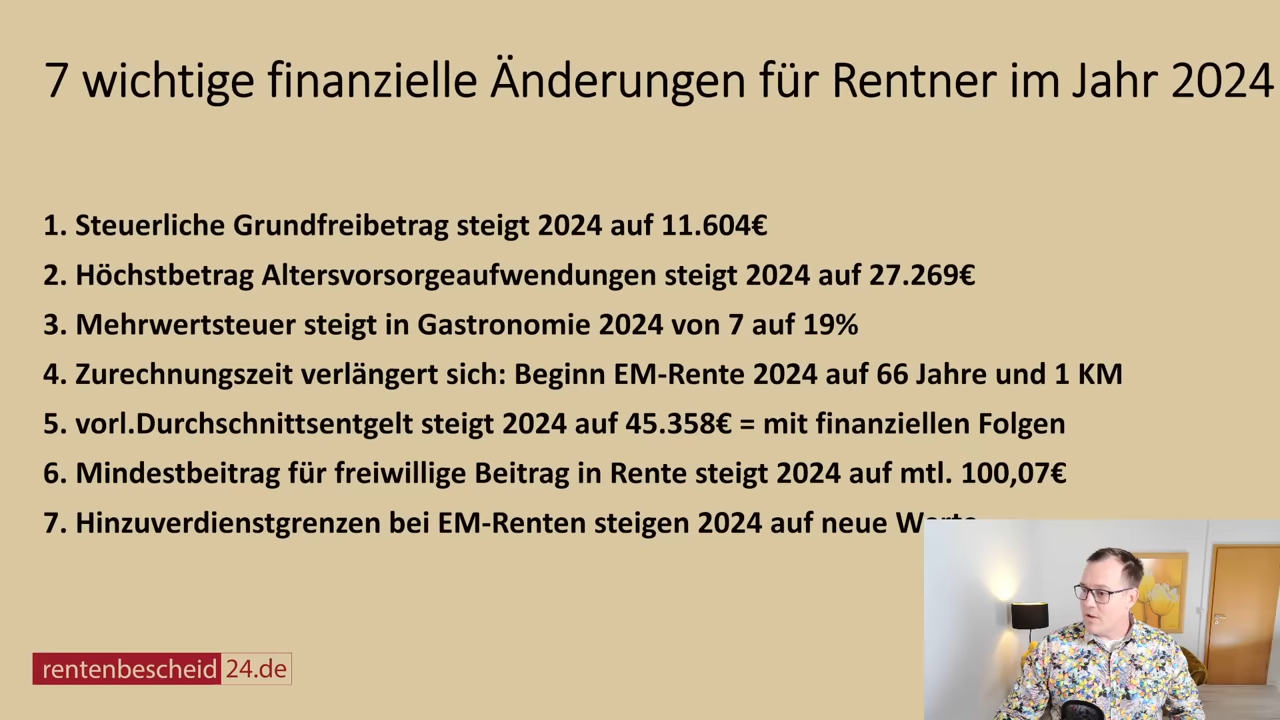 7 wichtige finanzielle Änderungen für Rentner im Jahr 2024
1. Steuerliche Grundfreibetrag steigt 2024 auf 11.604€
2. Höchstbetrag Altersvorsorgeaufwendungen steigt 2024 auf 27.269€
3. Mehrwertsteuer steigt in Gastronomie 2024 von 7 auf 19%
4. Zurechnungszeit verlängert sich: Beginn EM-Rente 2024 auf 66 Jahre und 1 KM
5. vorl.Durchschnittsentgelt steigt 2024 auf 45.358€ = mit finanziellen Folgen
6. Mindestbeitrag für freiwillige Beitrag in Rente steigt 2024 auf mtl. 100,07€
7. Hinzuverdienstgrenzen bei EM-Renten steigen 2024 auf neue
rentenbescheid24.de